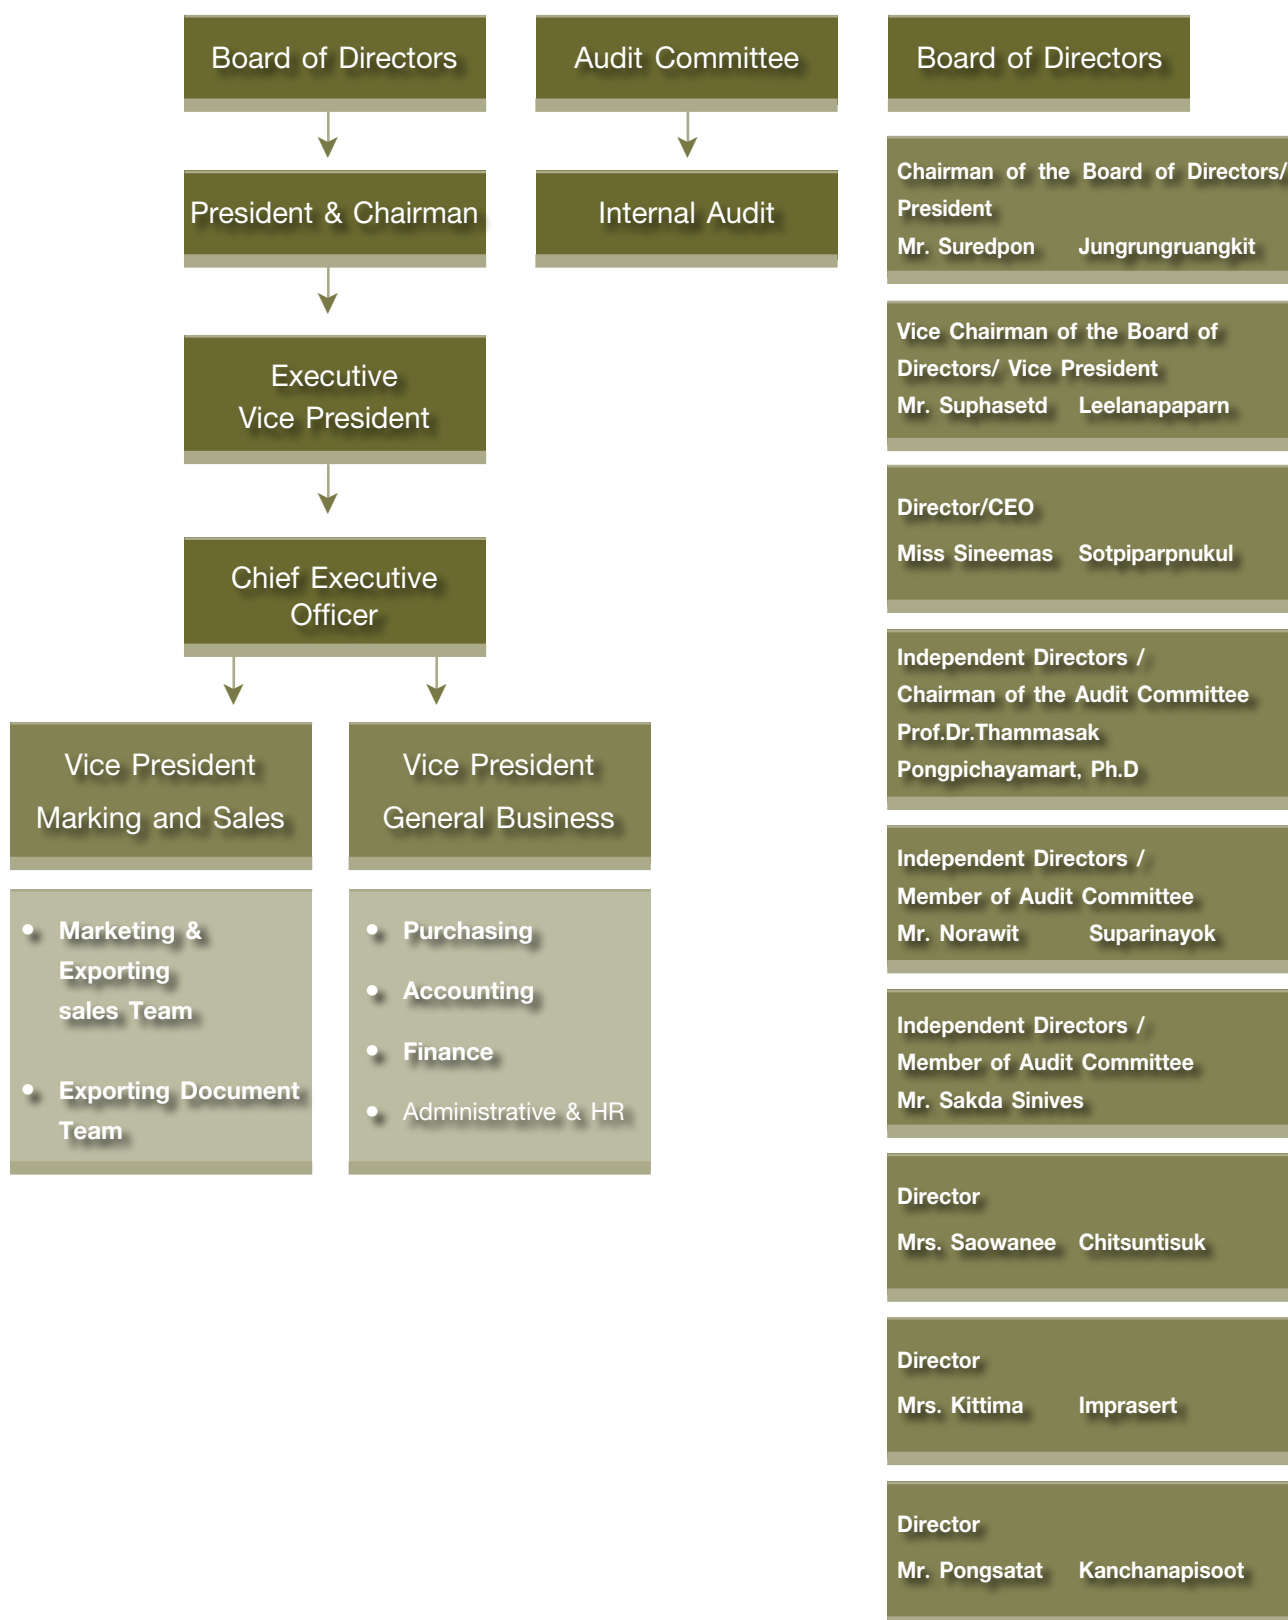 Board of Directors
President & Chairman
Executive
Vice President
Chief Executive
Officer
Vice President
Marking and Sales
• Marketing &
Exporting
sales Team
• Exporting Document
Team
Vice President
General Business
• Purchasing
• Accounting
• Finance
• Administrative & HR
Audit Committee
Internal Audit
Board of Directors
Chairman of the Board of Directors/
President
Mr. Suredpon Jungrungruangkit
Vice Chairman of the Board of
Directors/ Vice President
Mr. Suphasetd Leelanapaparn
Director/CEO
Miss Sineemas Sotpiparpnukul
Independent Directors /
Chairman of the Audit Committee
Prof.Dr.Thammasak
Pongpichayamart, Ph.D
Independent Directors /
Member of Audit Committee
Mr. Norawit Suparinayok
Independent Directors /
Member of Audit Committee
Mr. Sakda Sinives
Director
Mrs. Saowanee Chitsuntisuk
Director
Mrs. Kittima Imprasert
Director
Mr. Pongsatat Kanchanapisoot